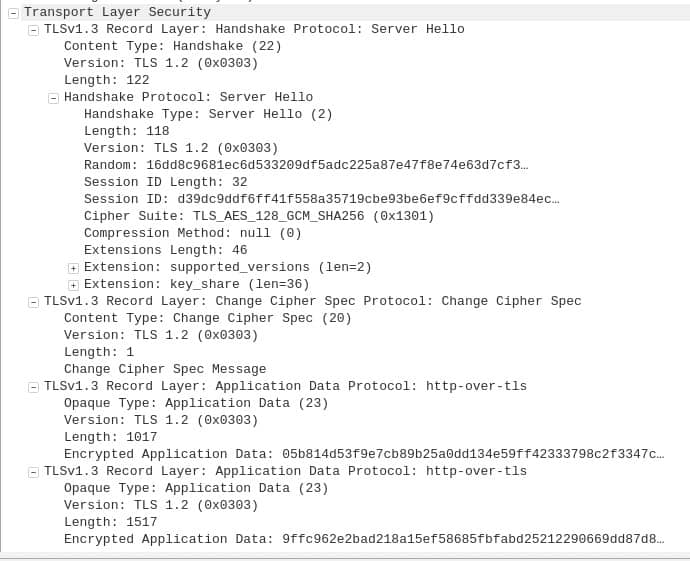 Transport Layer Security
TLSv1.3 Record Layer: Handshake Protocol: Server Hello
Content Type: Handshake (22)
Version: TLS 1.2 (0x0303)
Length: 122
Handshake Protocol: Server Hello
Handshake Type: Server Hello (2)
Length: 118
Version: TLS 1.2 (0x0303)
Random: 16dd8c9681ec6d533209df5adc225a87e47f8e74e63d7cf3…
Session ID Length: 32
Session ID: d39dc9ddf6ff41f558a35719cbe93be6ef9cffdd339e84ec…
Cipher Suite: TLS_AES_128_GCM_SHA256 (0x1301)
Compression Method: null (0)
Extensions Length: 46
Extension: supported_versions (len=2)
Extension: key_share (len=36)
TLSv1.3 Record Layer: Change Cipher Spec Protocol: Change Cipher Spec
Content Type: Change Cipher Spec (20)
Version: TLS 1.2 (0x0303)
Length: 1
Change Cipher Spec Message
TLSv1.3 Record Layer: Application Data Protocol: http-over-tls
Opaque Type: Application Data (23)
Version: TLS 1.2 (0x0303)
Length: 1017
Encrypted Application Data: 05b814d53f9e7cb89b25a0dd134e59ff42333798c2f3347c…
TLSv1.3 Record Layer: Application Data Protocol: http-over-tls
Opaque Type: Application Data (23)
Version: TLS 1.2 (0x0303)
Length: 1517
Encrypted Application Data: 9ffc962e2bad218a15ef58685fbfabd25212290669dd87d8…